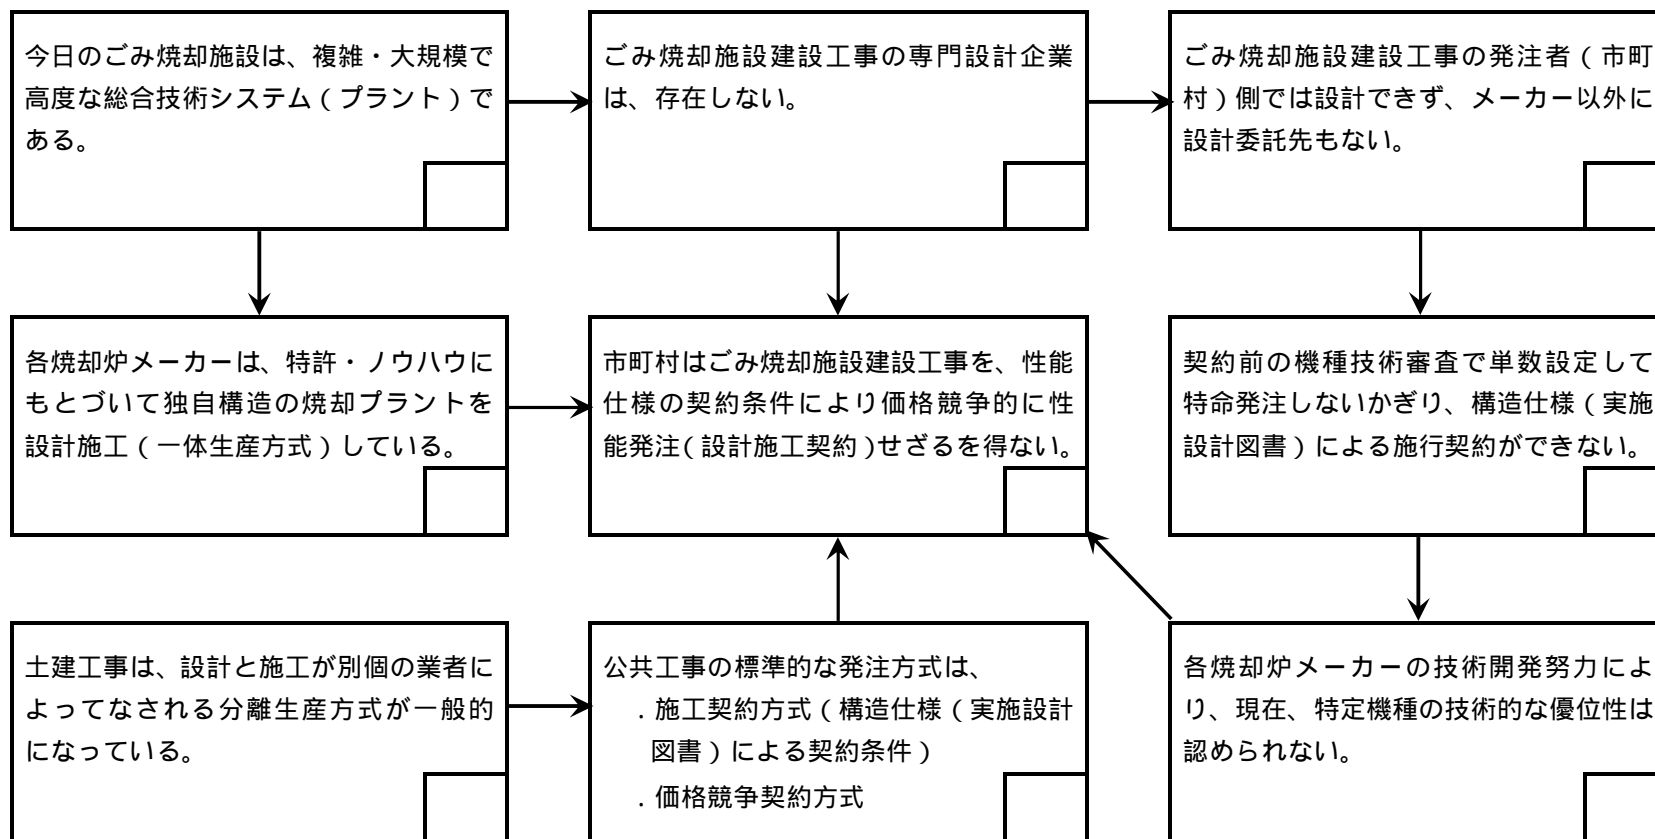 今日のごみ焼却施設は、複雑・大規模で
高度な総合技術システム（プラント）で
ある。
ごみ焼却施設建設工事の専門設計企業
は、存在しない。
ごみ焼却施設建設工事の発注者（市町
村）側では設計できず、メーカー以外に
設計委託先もない。
各焼却炉メーカーは、特許・ノウハウに
もとづいて独自構造の焼却プラントを
設計施工（一体生産方式）している。
市町村はごみ焼却施設建設工事を、性能
仕様の契約条件により価格競争的に性
能発注（設計施工契約）せざるを得ない。
契約前の機種技術審査で単数設定して
特命発注しないかぎり、構造仕様（実施
設計図書）による施行契約ができない。
土建工事は、設計と施工が別個の業者に
よってなされる分離生産方式が一般的
になっている。
公共工事の標準的な発注方式は、
．施工契約方式（構造仕様（実施設計
図書）による契約条件）
．価格競争契約方式
各焼却炉メーカーの技術開発努力によ
り、現在、特定機種の技術的な優位性は
認められない。